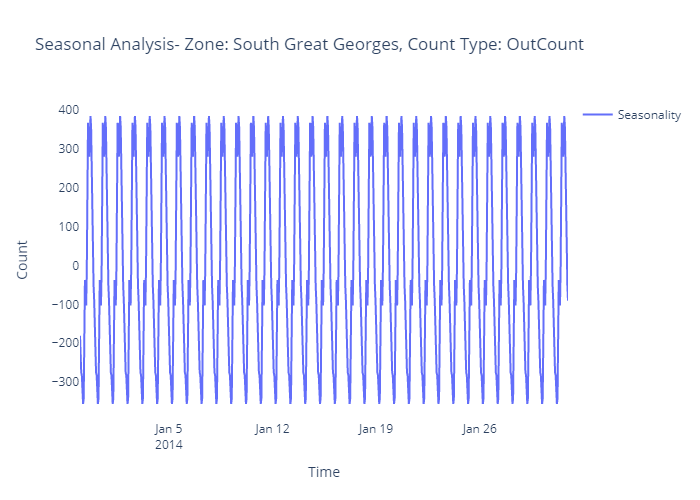 Seasonal Analysis- Zone: South Great Georges, Count Type: OutCount
Seasonality
400
300
200
100
0
−100
−200
−300
Count
Jan 5
2014
Jan 12
Jan 19
Jan 26
Time